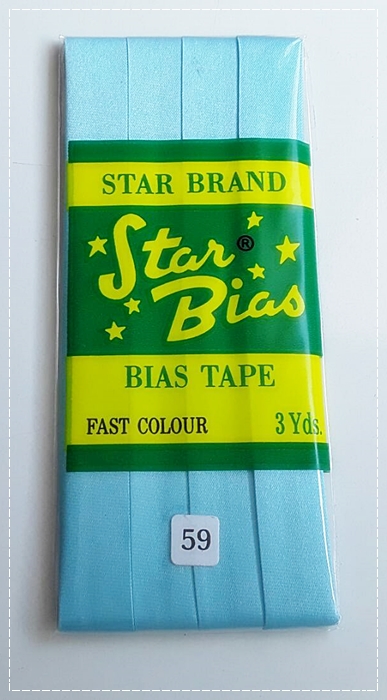 STAR BRAND
Star®
Bias
BIAS TAPE
FAST COLOUR 3 Yds.
59